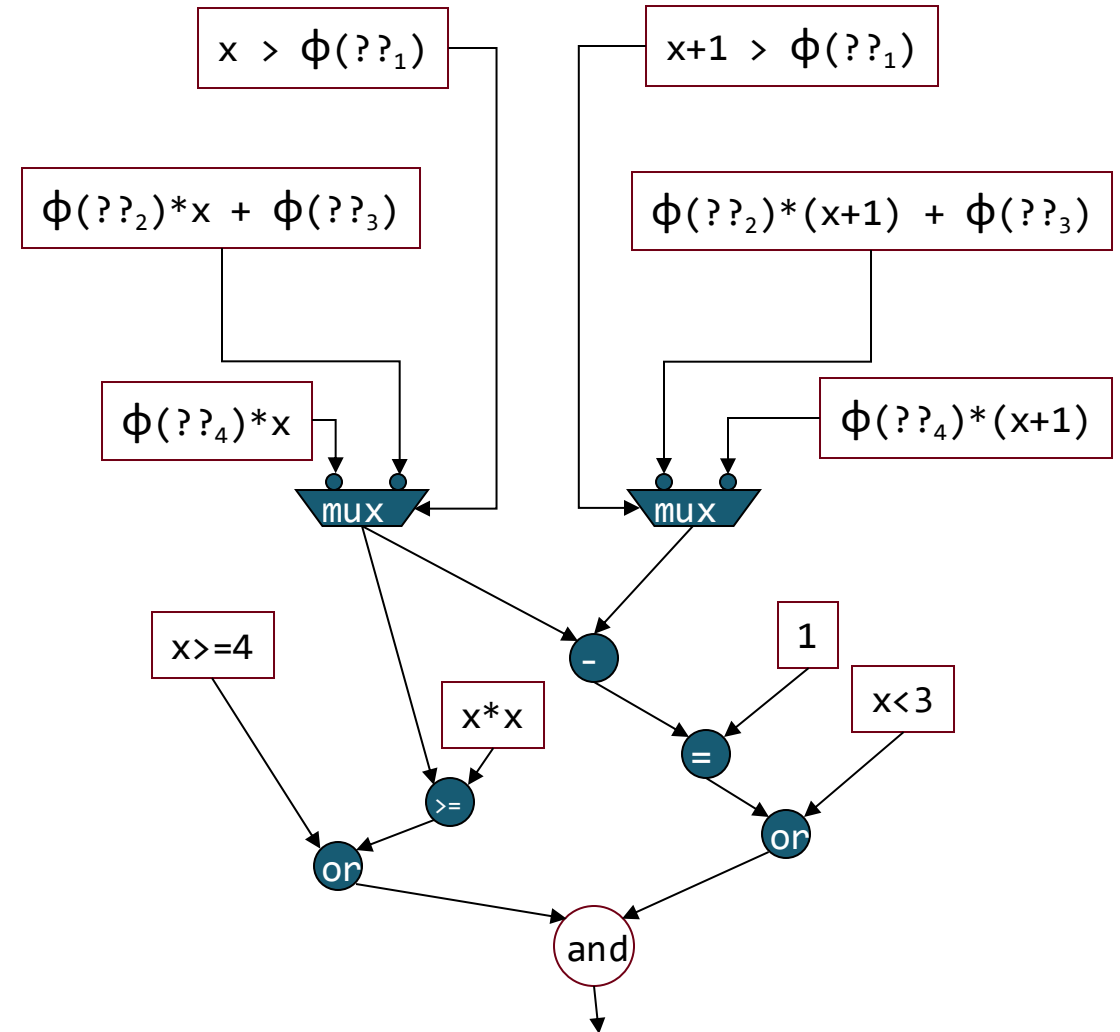 x > ф(??₁)
x+1 > ф(??₁)
ф(??₂)*x + ф(??₃)
ф(??₂)*(x+1) + ф(??₃)
ф(??₄)*x
ф(??₄)*(x+1)
mux
mux
x>=4
-
1
x*x
x<3
=
>=
or
or
and